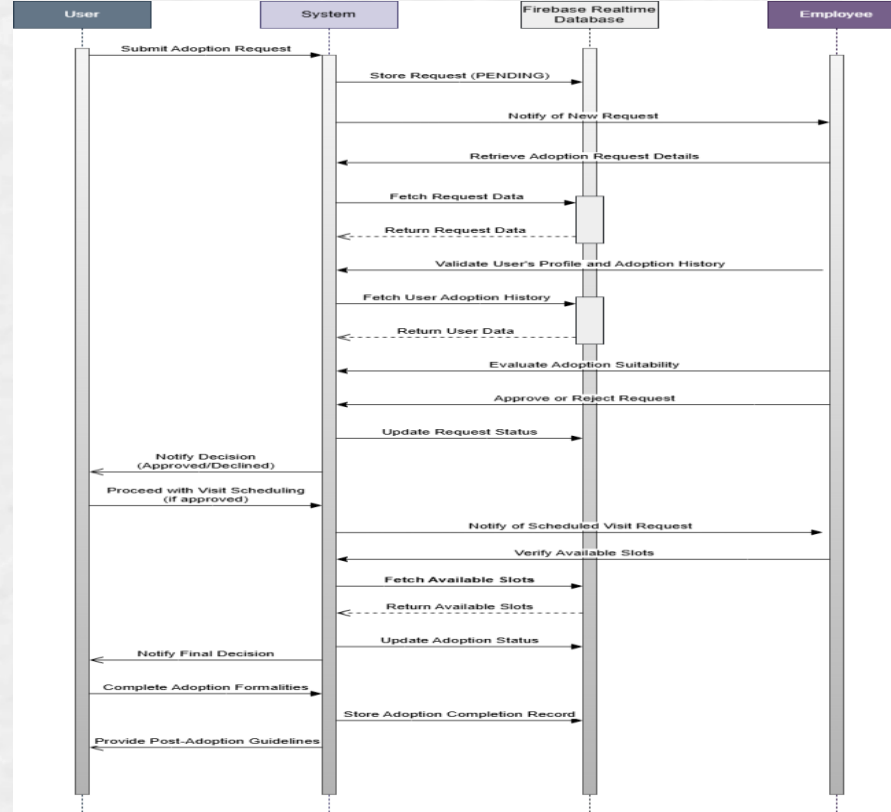 User
System
Firebase Realtime
Database
Employee
Submit Adoption Request
Store Request (PENDING)
Notify of New Request
Retrieve Adoption Request Details
Fetch Request Data
Return Request Data
Validate User's Profile and Adoption History
Fetch User Adoption History
Return User Data
Evaluate Adoption Suitability
Approve or Reject Request
Update Request Status
Notify Decision
(Approved/Declined)
Proceed with Visit Scheduling
(if approved)
Notify of Scheduled Visit Request
Verify Available Slots
Fetch Available Slots
Return Available Slots
Update Adoption Status
Notify Final Decision
Complete Adoption Formalities
Store Adoption Completion Record
Provide Post-Adoption Guidelines